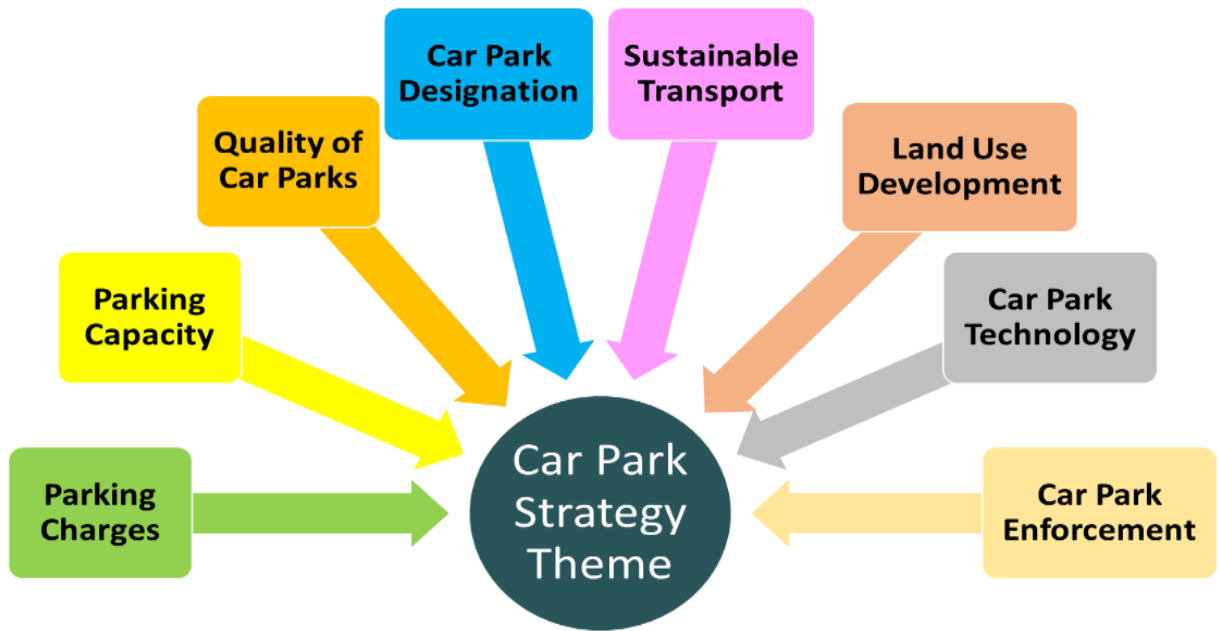 Car Park
Designation
Sustainable
Transport
Quality of
Car Parks
Land Use
Development
Parking
Capacity
Car Park
Technology
Parking
Charges
Car Park
Strategy
Theme
Car Park
Enforcement